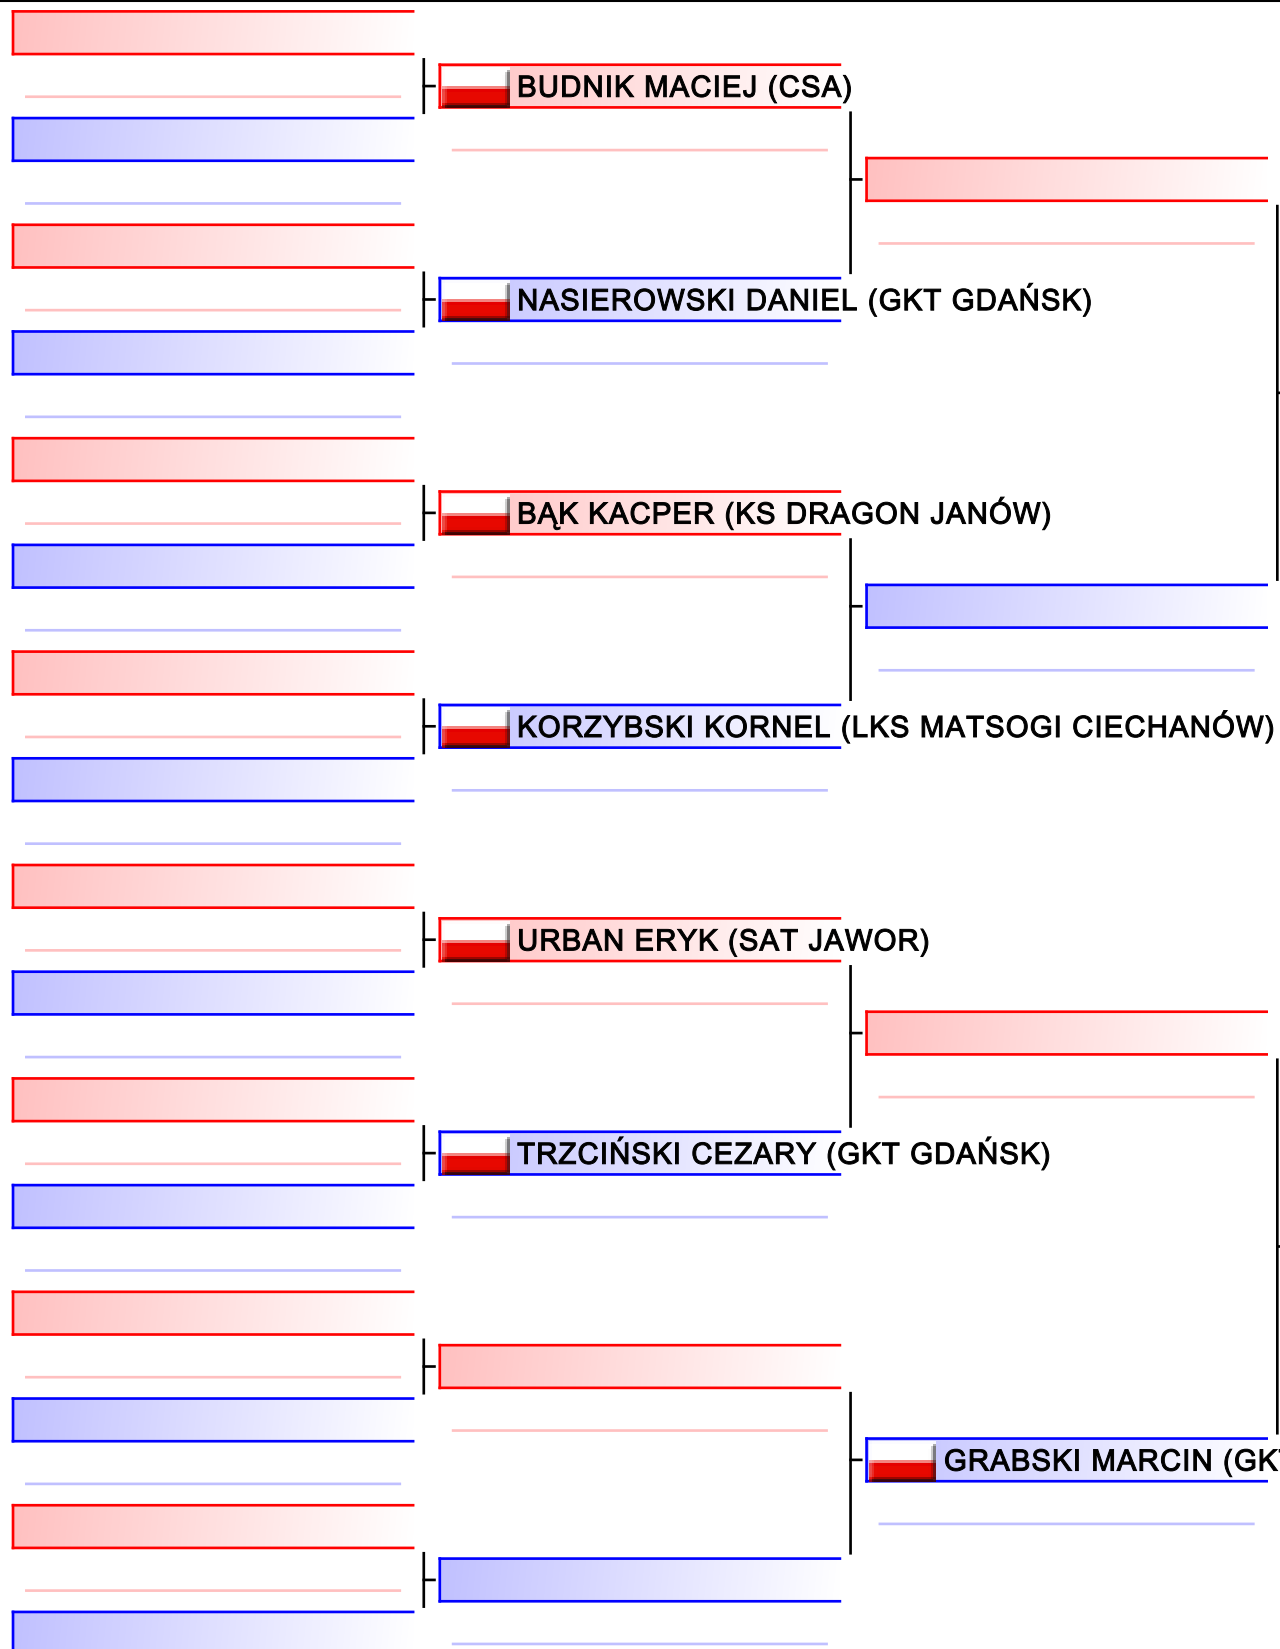 BUDNIK MACIEJ (CSA)
NASIEROWSKI DANIEL (GKT GDAŃSK)
BĄK KACPER (KS DRAGON JANÓW)
KORZYBSKI KORNEL (LKS MATSOGI CIECHANÓW)
URBAN ERYK (SAT JAWOR)
TRZCIŃSKI CEZARY (GKT GDAŃSK)
GRABSKI MARCIN